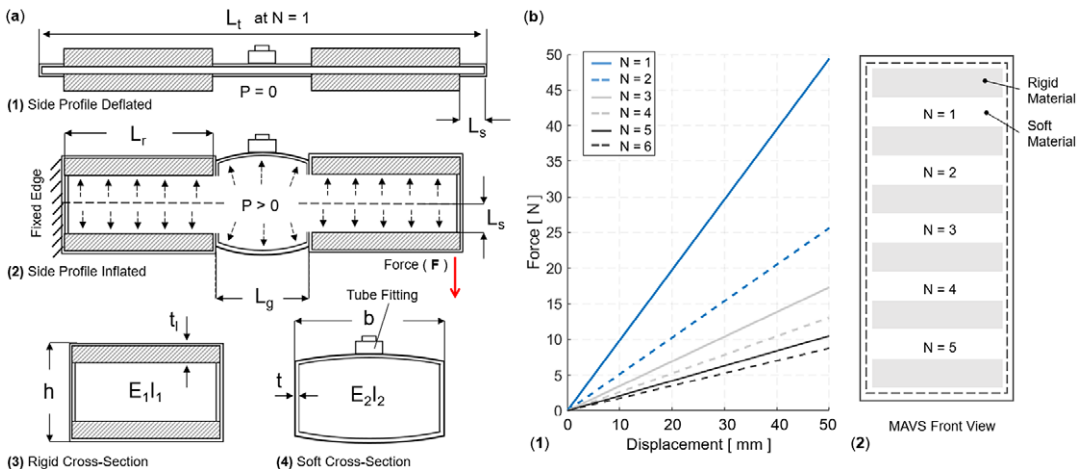 (a)
Lt at N = 1
P = 0
(1) Side Profile Deflated
Ls
Lr
Fixed Edge
P > 0
Ls
(2) Side Profile Inflated
Force ( F )
Lg
Tube Fitting
b
tl
h
E1I1
t
E2I2
(3) Rigid Cross-Section
(4) Soft Cross-Section
(b)
Force [ N ]
50
45
40
35
30
25
20
15
10
5
0
N = 1
N = 2
N = 3
N = 4
N = 5
N = 6
0 10 20 30 40 50
(1) Displacement [ mm ]
Rigid
Material
Soft
Material
N = 1
N = 2
N = 3
N = 4
N = 5
(2) MAVS Front View